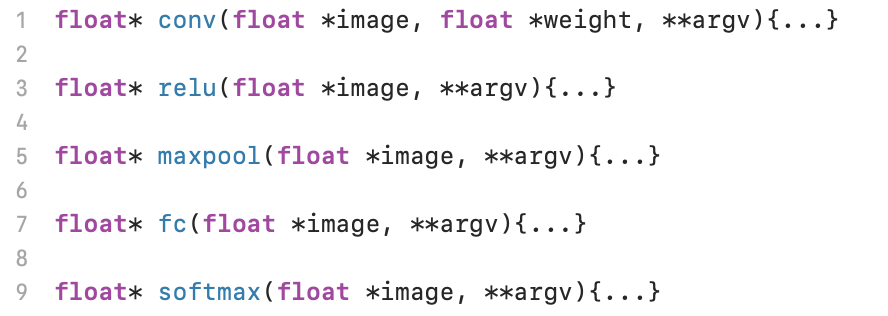 1 float* conv(float *image, float *weight, **argv){...}
2
3 float* relu(float *image, **argv){...}
4
5 float* maxpool(float *image, **argv){...}
6
7 float* fc(float *image, **argv){...}
8
9 float* softmax(float *image, **argv){...}